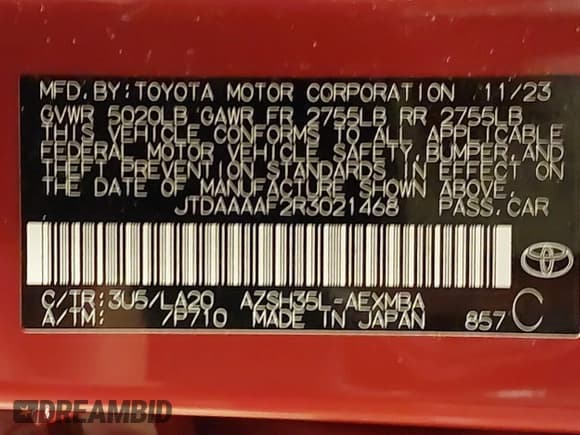 MFD.BY:TOYOTA MOTOR CORPORATION 11/23
GVWR 5020LB GAWR FR 2755LB RR 2755LB
THIS VEHICLE CONFORMS TO ALL APPLICABLE
FEDERAL MOTOR VEHICLE SAFETY,BUMPER,AND
THEFT PREVENTION STANDARDS IN EFFECT ON
THE DATE OF MANUFACTURE SHOWN ABOVE.
JTDAAAAF2R3021468 PASS.CAR
C/TR:3U5/LA20 AZSH35L-AEXMBA
A/TM: /P710 MADE IN JAPAN 857 C
DREAMBID